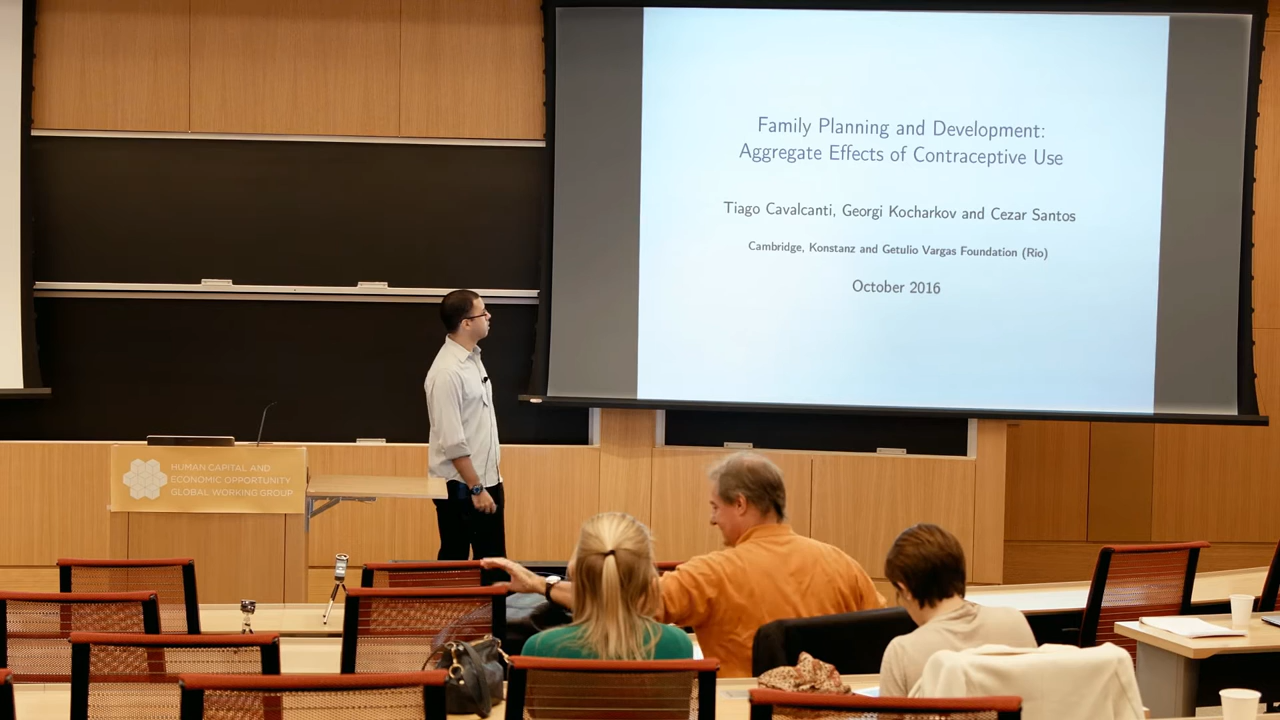 Family Planning and Development:
Aggregate Effects of Contraceptive Use
Tiago Cavalcanti, Georgi Kocharkov and Cezar Santos
Cambridge, Konstanz and Getulio Vargas Foundation (Rio)
October 2016
HUMAN CAPITAL AND
ECONOMIC OPPORTUNITY
GLOBAL WORKING GROUP